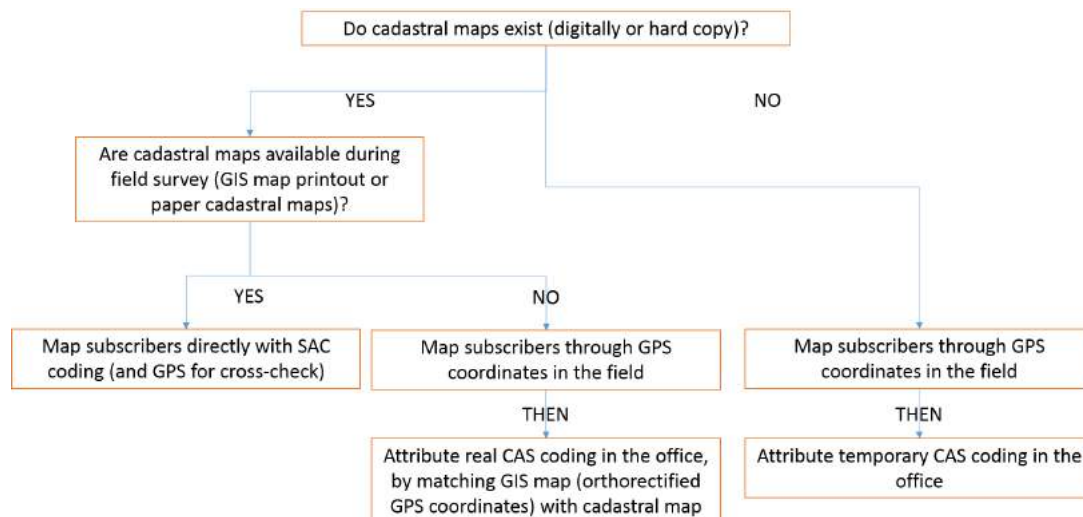 Do cadastral maps exist (digitally or hard copy)?
YES
NO
Are cadastral maps available during
field survey (GIS map printout or
paper cadastral maps)?
YES
NO
Map subscribers directly with SAC
coding (and GPS for cross-check)
Map subscribers through GPS
coordinates in the field
Map subscribers through GPS
coordinates in the field
THEN
THEN
Attribute real CAS coding in the office,
by matching GIS map (orthorectified
GPS coordinates) with cadastral map
Attribute temporary CAS coding in the
office